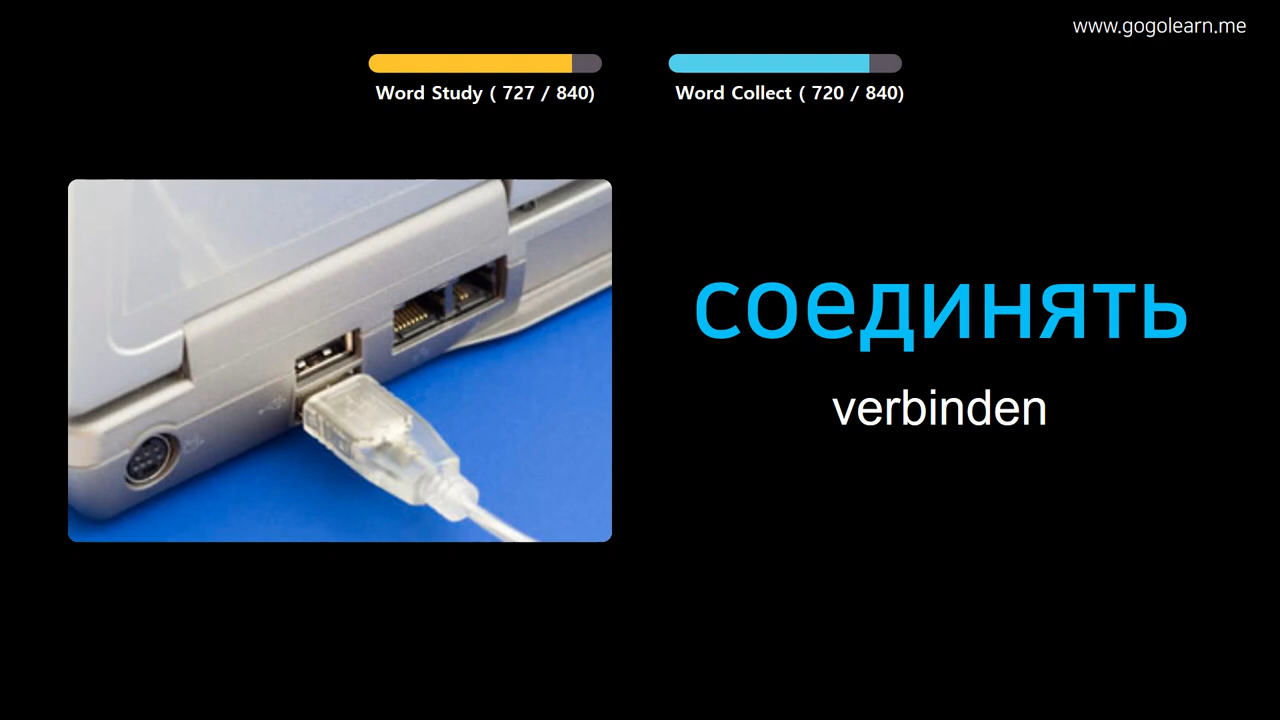 www.gogolearn.me
Word Study ( 727 / 840)
Word Collect ( 720 / 840)
соединять
verbinden